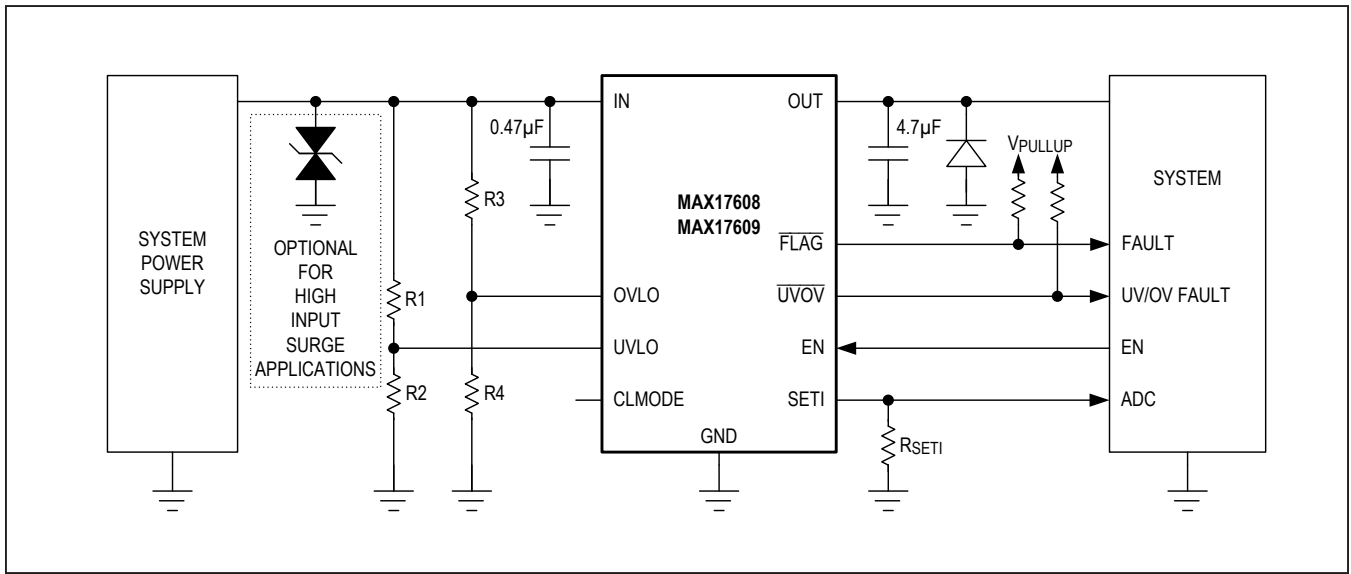 SYSTEM
POWER
SUPPLY
OPTIONAL
FOR
HIGH
INPUT
SURGE
APPLICATIONS
R1
R2
R3
R4
0.47µF
IN
OVLO
UVLO
CLMODE
MAX17608
MAX17609
GND
OUT
FLAG
UVOV
EN
SETI
4.7µF
VPULLUP
RSETI
SYSTEM
FAULT
UV/OV FAULT
EN
ADC